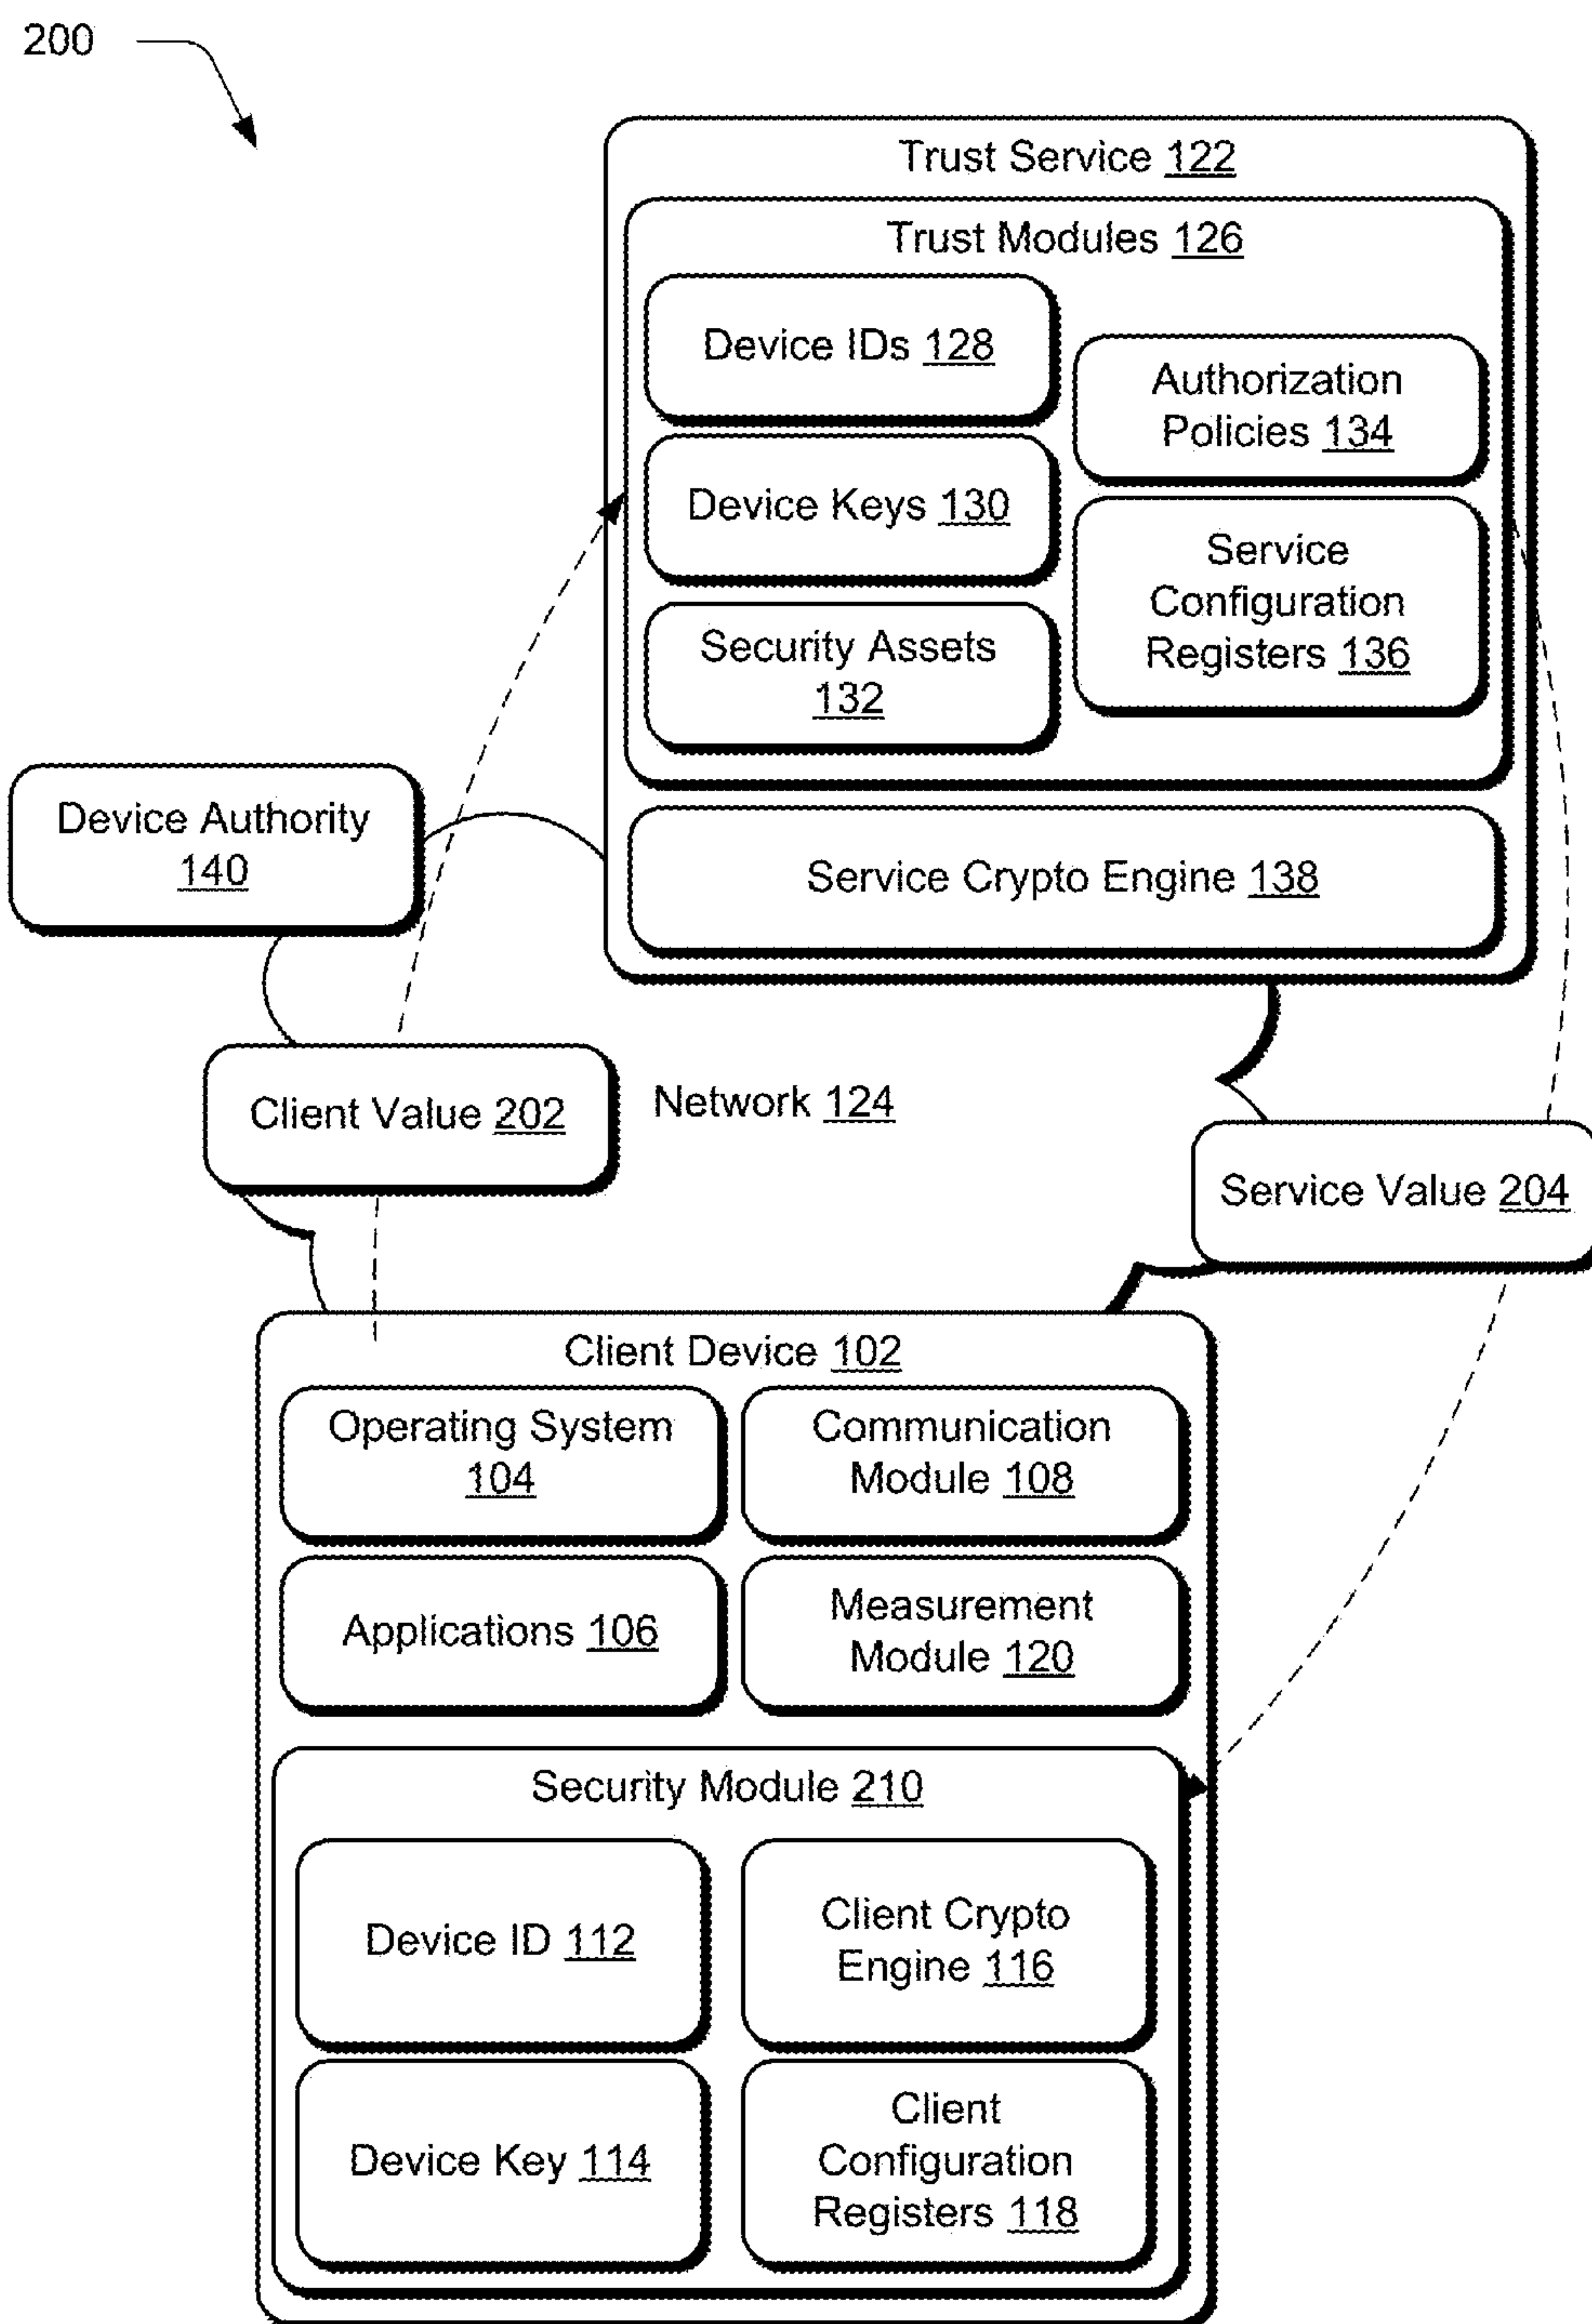 200
Trust Service 122
Trust Modules 126
Device IDs 128
Authorization
Policies 134
Device Keys 130
Service
Configuration
Registers 136
Security Assets
132
Device Authority
140
Service Crypto Engine 138
Client Value 202
Network 124
Service Value 204
Client Device 102
Operating System
104
Communication
Module 108
Applications 106
Measurement
Module 120
Security Module 210
Device ID 112
Client Crypto
Engine 116
Device Key 114
Client
Configuration
Registers 118